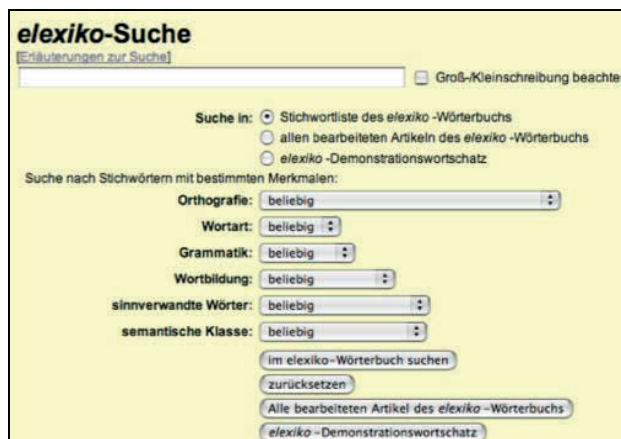 elexiko-Suche
[Erläuterungen zur Suche]
Groß-/Kleinschreibung beachte
Suche in: Stichwortliste des elexiko -Wörterbuchs
allen bearbeiteten Artikeln des elexiko -Wörterbuchs
elexiko -Demonstrationswortschatz
Suche nach Stichwörtern mit bestimmten Merkmalen:
Orthografie: beliebig
Wortart: beliebig
Grammatik: beliebig
Wortbildung: beliebig
sinnverwandte Wörter: beliebig
semantische Klasse: beliebig
im elexiko-Wörterbuch suchen
zurücksetzen
Alle bearbeiteten Artikel des elexiko -Wörterbuchs
elexiko -Demonstrationswortschatz